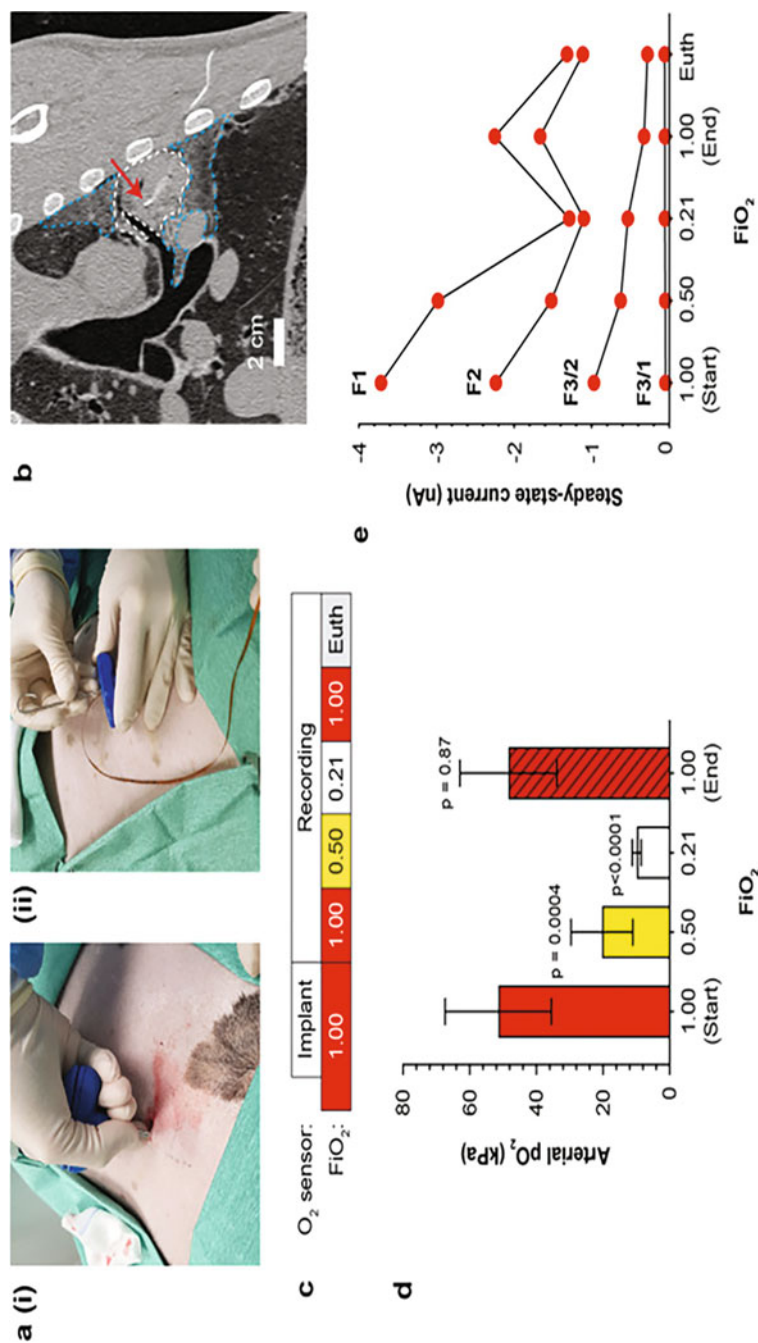 a (i)
(ii)
b
2 cm
c
O₂ sensor: Implant Recording
FiO₂: 1.00 1.00 0.50 0.21 1.00 Euth
d
Arterial pO₂ (kPa)
80
60
40
20
0
p = 0.0004
p<0.0001
p = 0.87
1.00 0.50 0.21 1.00
(Start) (End)
FiO₂
e
Steady-state current (nA)
-4
-3
-2
-1
0
F1
F2
F3/2
F3/1
1.00 0.50 0.21 1.00 Euth
(Start) (End)
FiO₂